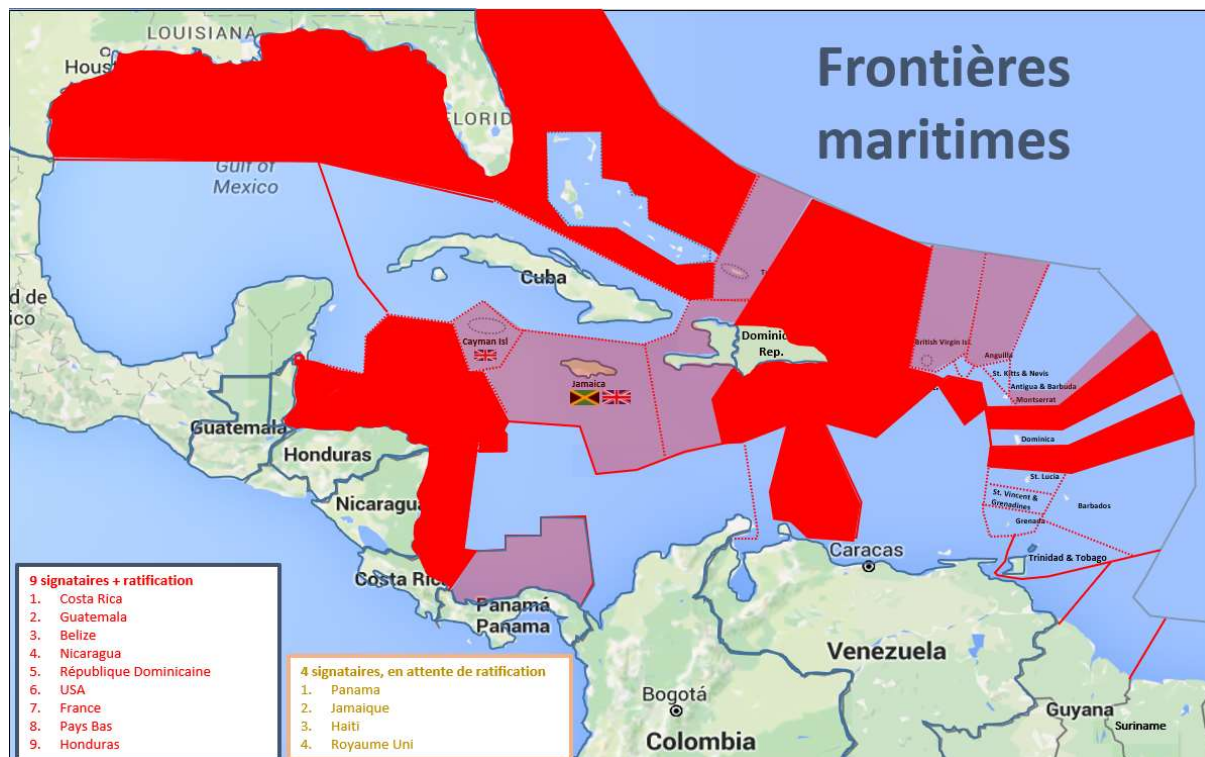 Frontières
maritimes
LOUISIANA
Hous
FLORID
Gulf of
Mexico
Cuba
Cayman Isl
Jamaica
Dominic
Rep.
British Virgin Isl.
Anguilla
St. Kitts & Nevis
Antigua & Barbuda
Montserrat
Dominica
St. Lucia
St. Vincent &
Grenadines
Barbados
Grenada
Trinidad & Tobago
d de
ico
Guatemala
Honduras
Nicaragua
Costa Ric
Panamá
Panama
Caracas
Venezuela
Bogotá
Colombia
Guyana
Suriname
9 signataires + ratification
1. Costa Rica
2. Guatemala
3. Belize
4. Nicaragua
5. République Dominicaine
6. USA
7. France
8. Pays Bas
9. Honduras
4 signataires, en attente de ratification
1. Panama
2. Jamaique
3. Haiti
4. Royaume Uni